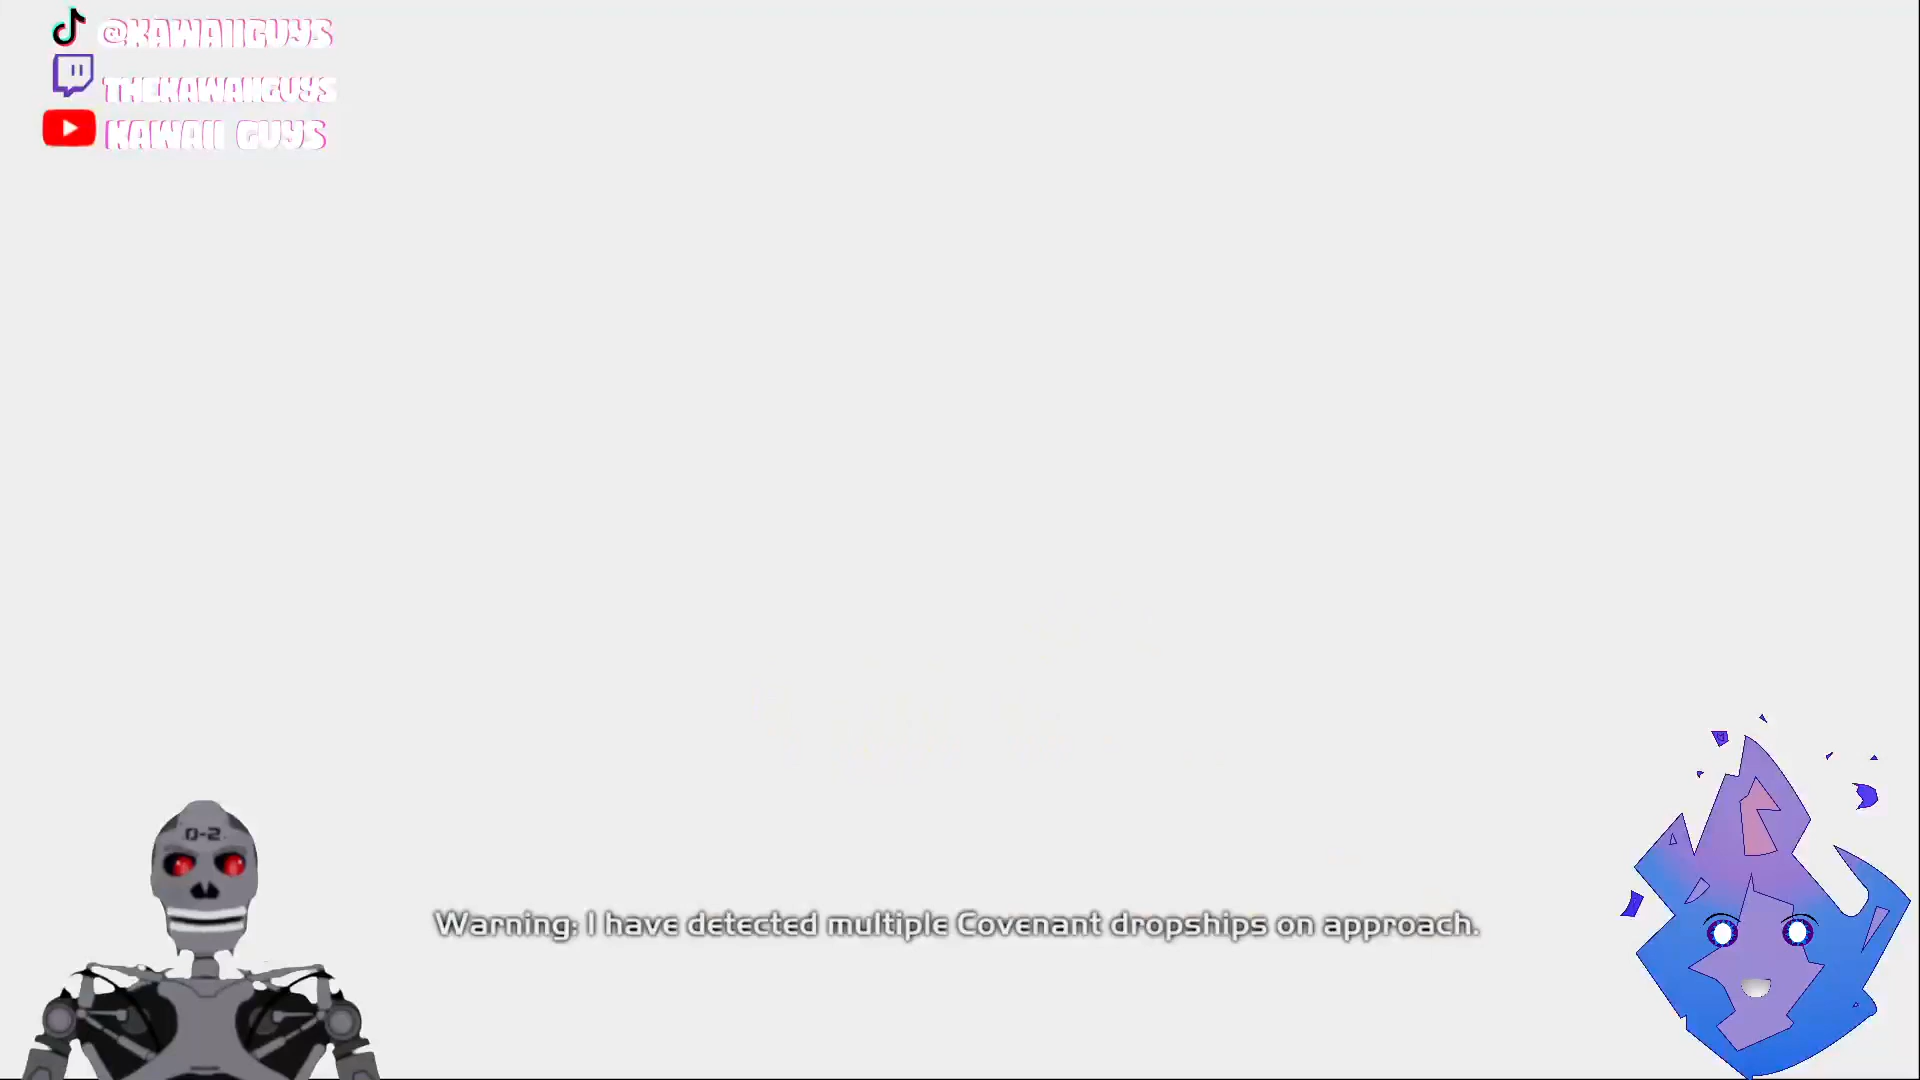 @KAWAIIGUYS
THEKAWAIIGUYS
KAWAII GUYS
0-2
Warning: I have detected multiple Covenant dropships on approach.